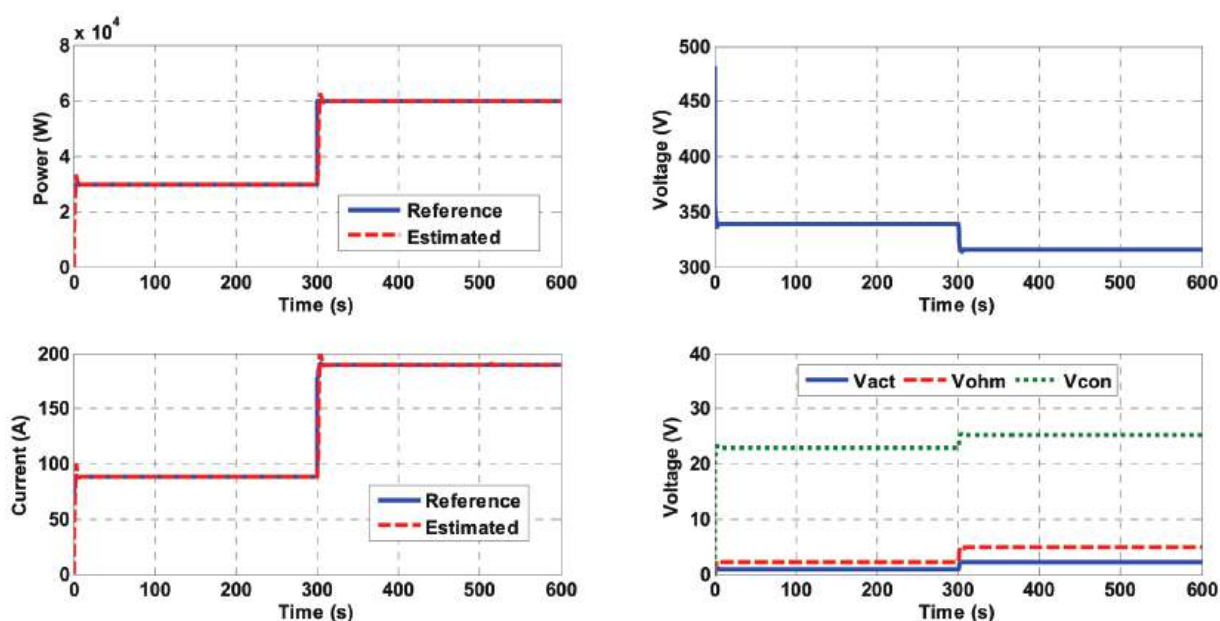 x 10⁴
8
6
4
2
0
Power (W)
Reference
Estimated
0 100 200 300 400 500 600
Time (s)
500
450
400
350
300
Voltage (V)
0 100 200 300 400 500 600
Time (s)
200
150
100
50
0
Current (A)
Reference
Estimated
0 100 200 300 400 500 600
Time (s)
40
30
20
10
0
Voltage (V)
Vact Vohm Vcon
0 100 200 300 400 500 600
Time (s)